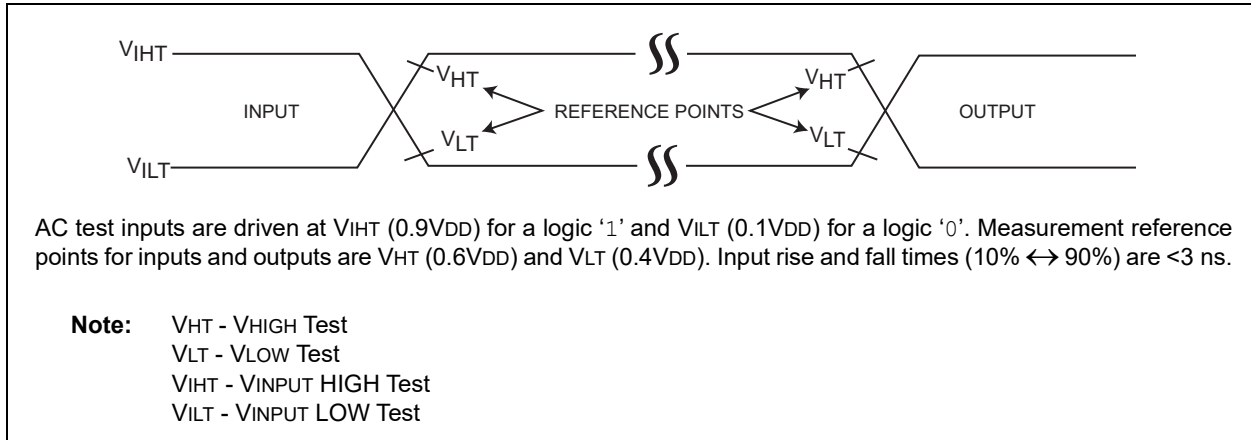 VIHT
VHT
VHT
INPUT
REFERENCE POINTS
OUTPUT
VLT
VLT
VILT
AC test inputs are driven at VIHT (0.9VDD) for a logic ‘1’ and VILT (0.1VDD) for a logic ‘0’. Measurement reference
points for inputs and outputs are VHT (0.6VDD) and VLT (0.4VDD). Input rise and fall times (10% ↔ 90%) are <3 ns.
Note: VHT - VHIGH Test
VLT - VLOW Test
VIHT - VINPUT HIGH Test
VILT - VINPUT LOW Test